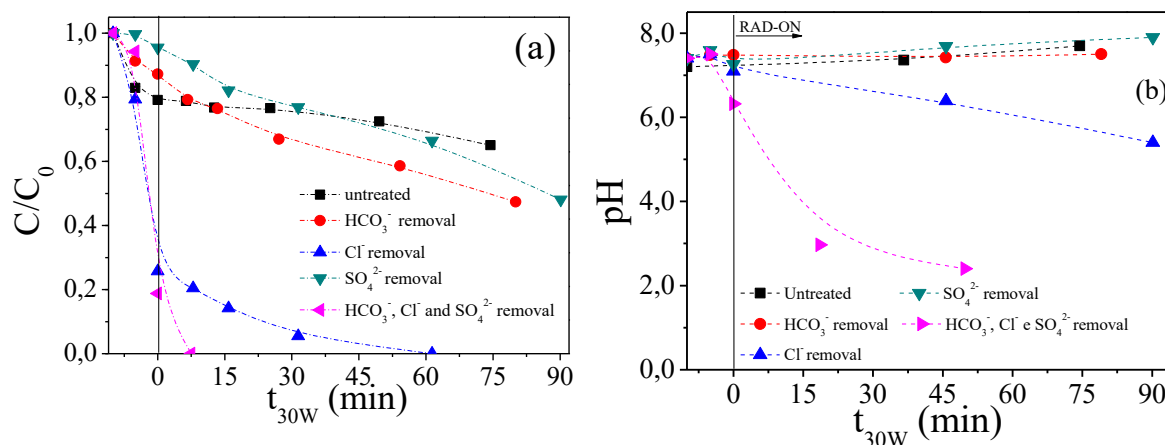 (a)
1,0
0,8
0,6
0,4
0,2
0,0
C/C₀
untreated
HCO₃⁻ removal
Cl⁻ removal
SO₄²⁻ removal
HCO₃⁻, Cl⁻ and SO₄²⁻ removal
0 15 30 45 60 75 90
t₃₀W (min)
RAD-ON
(b)
8,0
6,0
4,0
2,0
0,0
pH
Untreated
SO₄²⁻ removal
HCO₃⁻ removal
HCO₃⁻, Cl⁻ e SO₄²⁻ removal
Cl⁻ removal
0 15 30 45 60 75 90
t₃₀W (min)